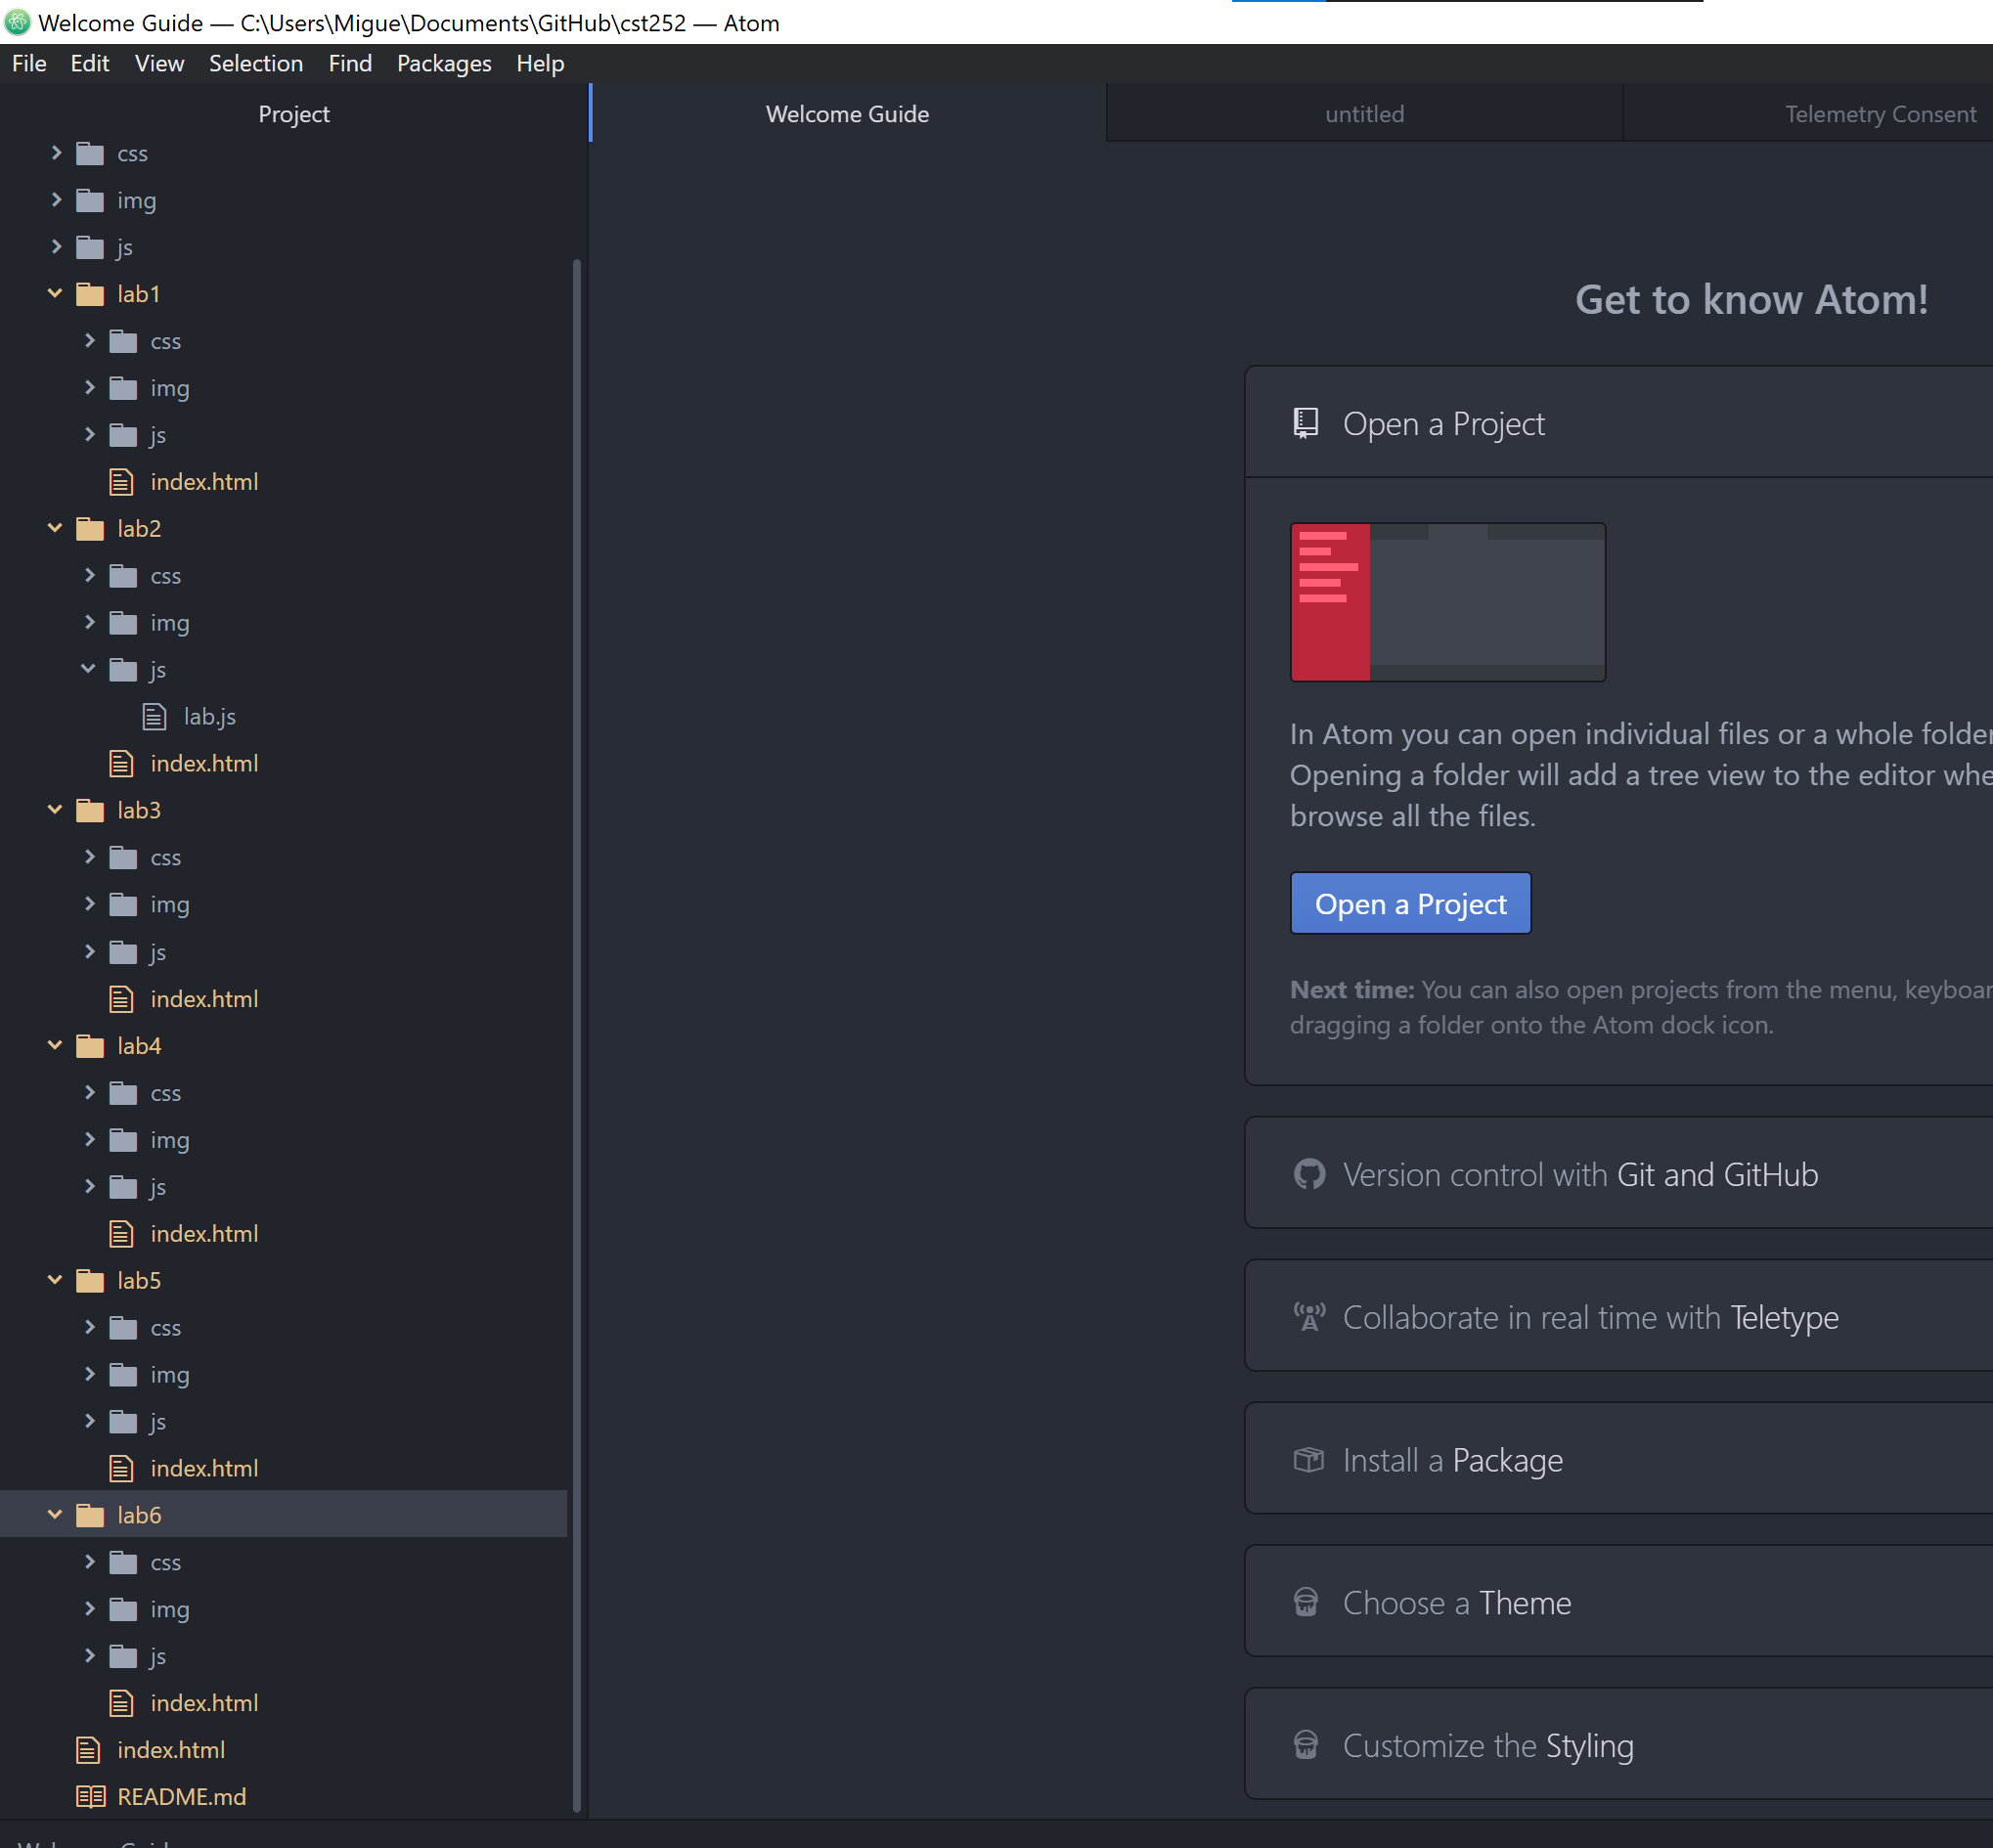 Welcome Guide — C:\Users\Migue\Documents\GitHub\cst252 — Atom
File Edit View Selection Find Packages Help
Project
css
img
js
lab1
css
img
js
index.html
lab2
css
img
js
lab.js
index.html
lab3
css
img
js
index.html
lab4
css
img
js
index.html
lab5
css
img
js
index.html
lab6
css
img
js
index.html
index.html
README.md
Welcome Guide untitled Telemetry Consent
Get to know Atom!
Open a Project
In Atom you can open individual files or a whole folder
Opening a folder will add a tree view to the editor whe
browse all the files.
Open a Project
Next time: You can also open projects from the menu, keyboar
dragging a folder onto the Atom dock icon.
Version control with Git and GitHub
Collaborate in real time with Teletype
Install a Package
Choose a Theme
Customize the Styling